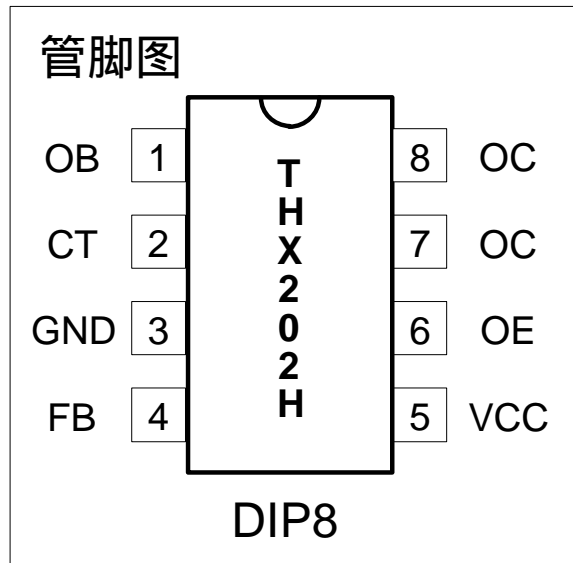 管脚图
OB 1 8 OC
CT 2 7 OC
GND 3 6 OE
FB 4 5 VCC
THX202H
DIP8